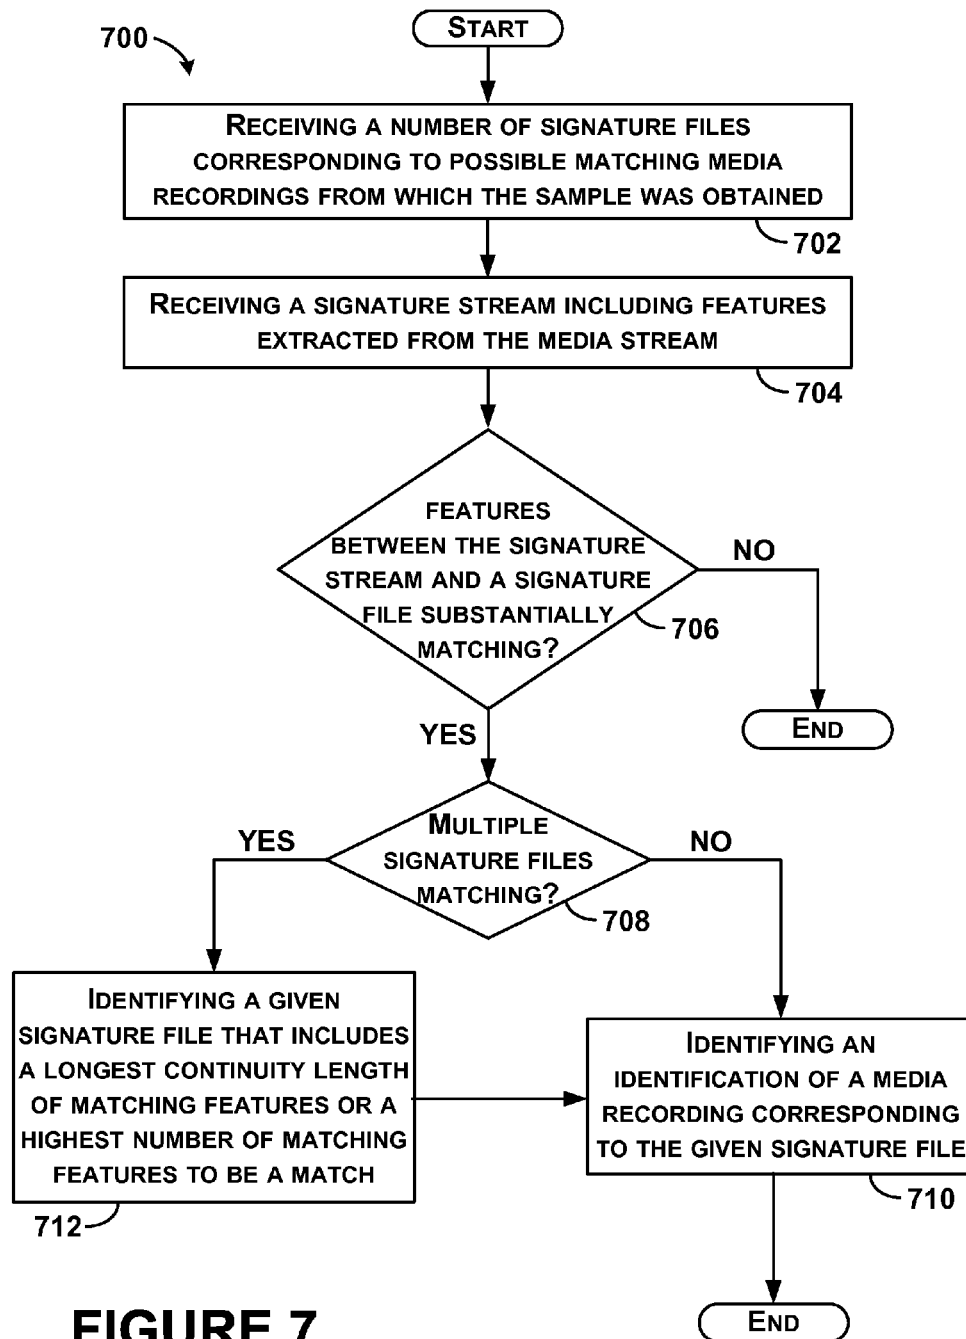 START
700
RECEIVING A NUMBER OF SIGNATURE FILES
CORRESPONDING TO POSSIBLE MATCHING MEDIA
RECORDINGS FROM WHICH THE SAMPLE WAS OBTAINED
702
RECEIVING A SIGNATURE STREAM INCLUDING FEATURES
EXTRACTED FROM THE MEDIA STREAM
704
FEATURES
BETWEEN THE SIGNATURE
STREAM AND A SIGNATURE
FILE SUBSTANTIALLY
MATCHING?
706
NO
END
YES
MULTIPLE
SIGNATURE FILES
MATCHING?
708
YES
NO
IDENTIFYING A GIVEN
SIGNATURE FILE THAT INCLUDES
A LONGEST CONTINUITY LENGTH
OF MATCHING FEATURES OR A
HIGHEST NUMBER OF MATCHING
FEATURES TO BE A MATCH
712
IDENTIFYING AN
IDENTIFICATION OF A MEDIA
RECORDING CORRESPONDING
TO THE GIVEN SIGNATURE FILE
710
END
FIGURE 7